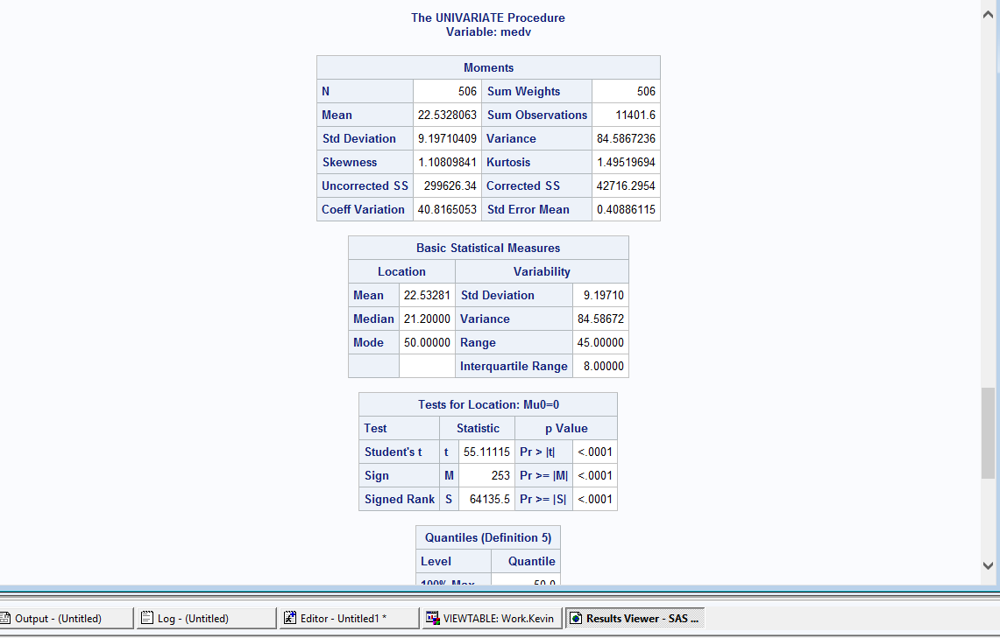 The UNIVARIATE Procedure
Variable: medv
Moments
N 506 Sum Weights 506
Mean 22.5328063 Sum Observations 11401.6
Std Deviation 9.19710409 Variance 84.5867236
Skewness 1.10809841 Kurtosis 1.49519694
Uncorrected SS 299626.34 Corrected SS 42716.2954
Coeff Variation 40.8165053 Std Error Mean 0.40886115
Basic Statistical Measures
Location Variability
Mean 22.53281 Std Deviation 9.19710
Median 21.20000 Variance 84.58672
Mode 50.00000 Range 45.00000
Interquartile Range 8.00000
Tests for Location: Mu0=0
Test Statistic p Value
Student's t t 55.11115 Pr > |t| <.0001
Sign M 253 Pr >= |M| <.0001
Signed Rank S 64135.5 Pr >= |S| <.0001
Quantiles (Definition 5)
Level Quantile
100% Max 50.0
Output - (Untitled) Log - (Untitled) Editor - Untitled1 * VIEWTABLE: Work.Kevin Results Viewer - SAS ...